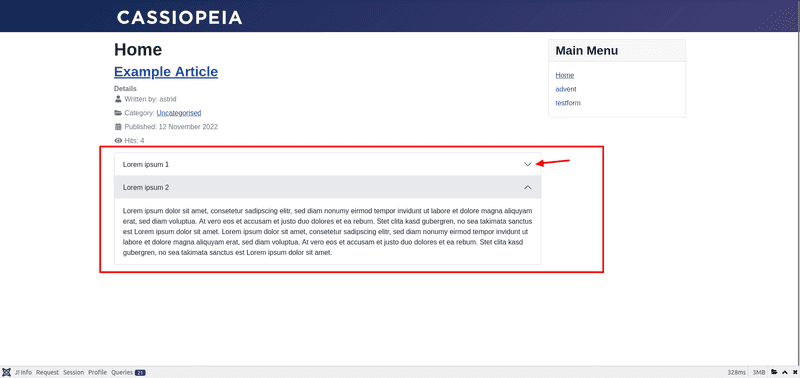 CASSIOPEIA
Home
Example Article
Details
Written by: astrid
Category: Uncategorised
Published: 12 November 2022
Hits: 4
Main Menu
Home
advent
testform
Lorem ipsum 1
Lorem ipsum 2
Lorem ipsum dolor sit amet, consetetur sadipscing elitr, sed diam nonumy eirmod tempor invidunt ut labore et dolore magna aliquyam
erat, sed diam voluptua. At vero eos et accusam et justo duo dolores et ea rebum. Stet clita kasd gubergren, no sea takimata sanctus
est Lorem ipsum dolor sit amet. Lorem ipsum dolor sit amet, consetetur sadipscing elitr, sed diam nonumy eirmod tempor invidunt ut
labore et dolore magna aliquyam erat, sed diam voluptua. At vero eos et accusam et justo duo dolores et ea rebum. Stet clita kasd
gubergren, no sea takimata sanctus est Lorem ipsum dolor sit amet.
J! Info Request Session Profile Queries 21 328ms 3MB